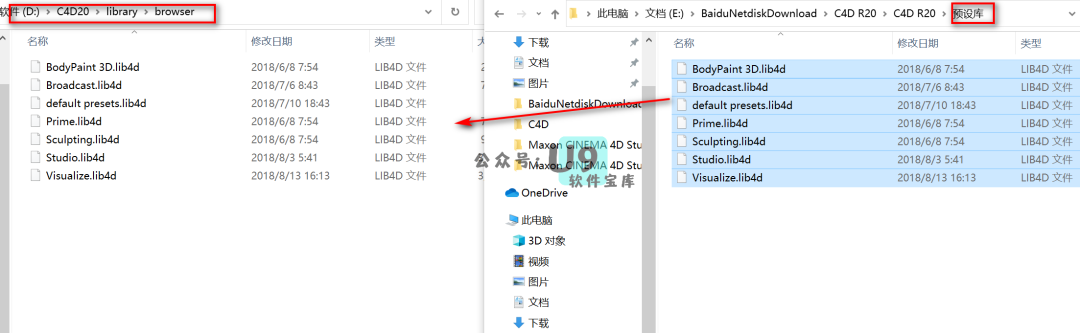 软件 (D:) › C4D20 › library › browser
名称 修改日期 类型 大
BodyPaint 3D.lib4d 2018/6/8 7:54 LIB4D 文件
Broadcast.lib4d 2018/7/6 8:43 LIB4D 文件
default presets.lib4d 2018/7/10 18:43 LIB4D 文件
Prime.lib4d 2018/6/8 7:54 LIB4D 文件
Sculpting.lib4d 2018/6/8 7:54 LIB4D 文件
Studio.lib4d 2018/8/3 5:41 LIB4D 文件
Visualize.lib4d 2018/8/13 16:13 LIB4D 文件
此电脑 › 文档 (E:) › BaiduNetdiskDownload › C4D R20 › C4D R20 › 预设库
下载
文档
图片
BaiduNetdiskDownload
C4D
Maxon CINEMA 4D Stu
Maxon CINEMA 4D Stu
OneDrive
此电脑
3D 对象
视频
图片
文档
下载
名称 修改日期 类型
BodyPaint 3D.lib4d 2018/6/8 7:54 LIB4D 文件
Broadcast.lib4d 2018/7/6 8:43 LIB4D 文件
default presets.lib4d 2018/7/10 18:43 LIB4D 文件
Prime.lib4d 2018/6/8 7:54 LIB4D 文件
Sculpting.lib4d 2018/6/8 7:54 LIB4D 文件
Studio.lib4d 2018/8/3 5:41 LIB4D 文件
Visualize.lib4d 2018/8/13 16:13 LIB4D 文件
公众号·U9
软件宝库